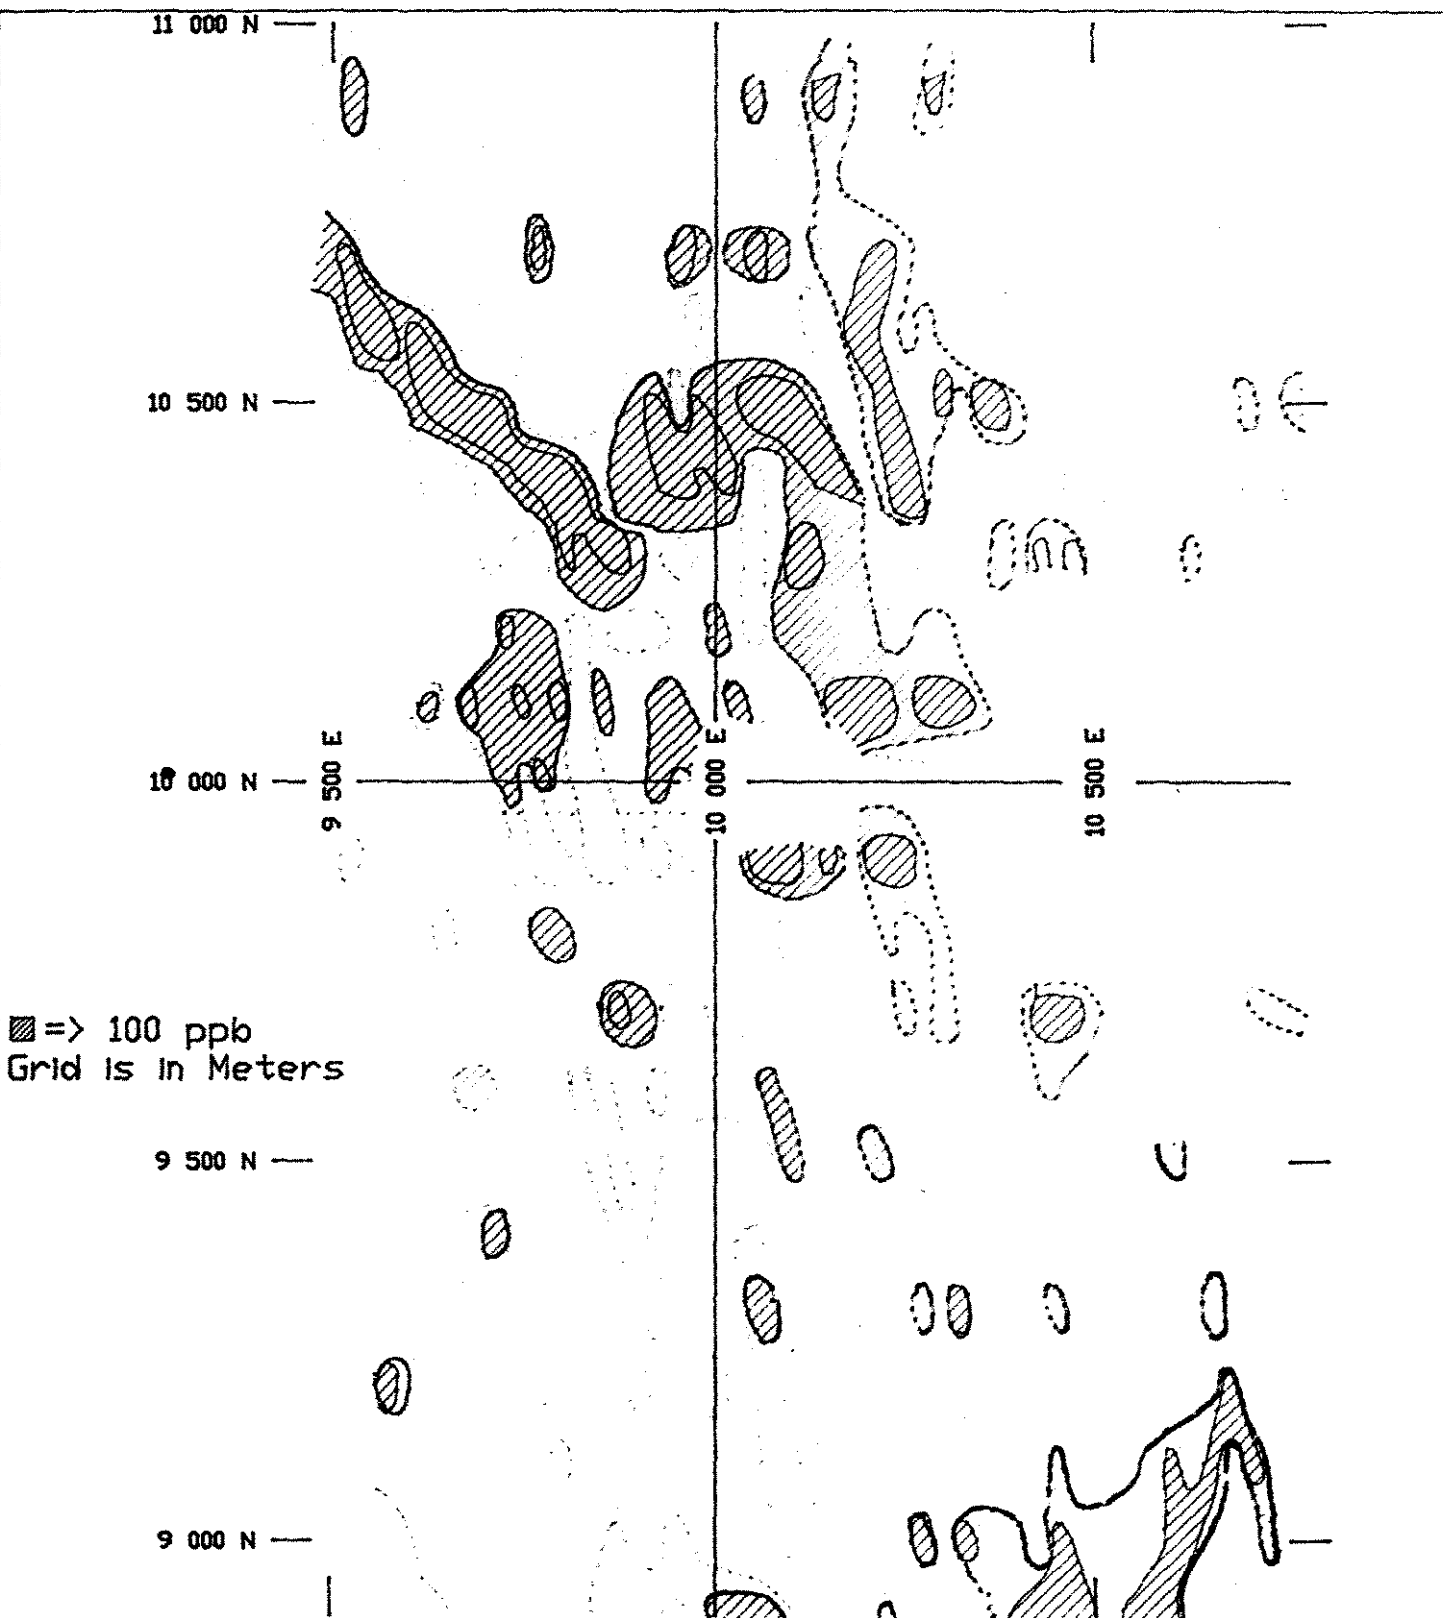 11 000 N
10 500 N
10 000 N
9 500 E
10 000 E
10 500 E
▨ => 100 ppb
Grid is in Meters
9 500 N
9 000 N